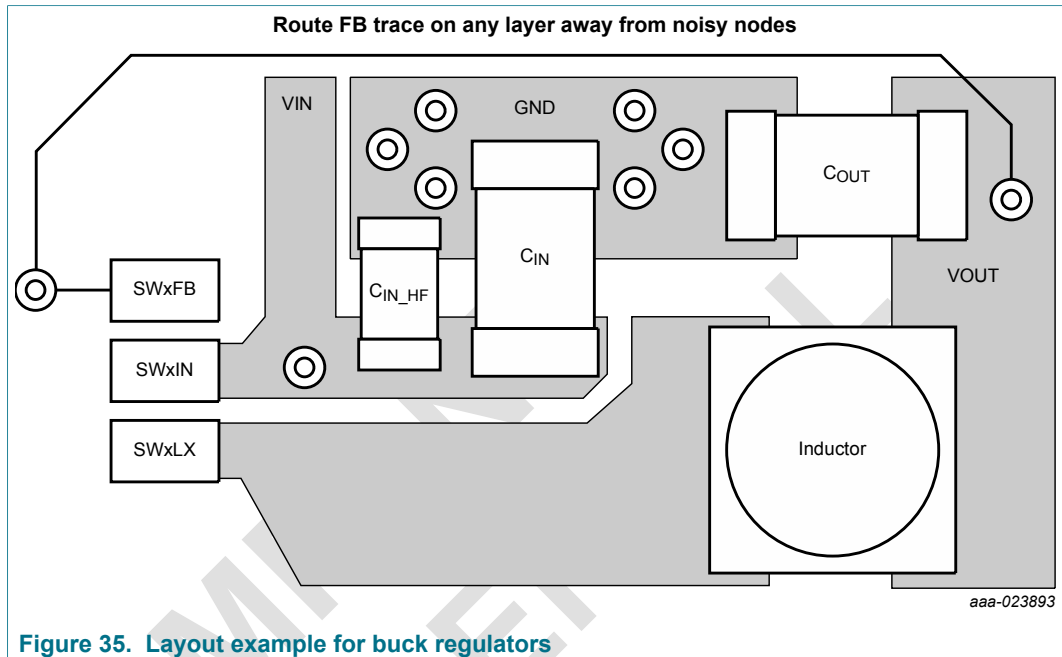 Route FB trace on any layer away from noisy nodes
VIN
GND
COUT
CIN
CIN_HF
VOUT
SWxFB
SWxIN
SWxLX
Inductor
aaa-023893
Figure 35. Layout example for buck regulators